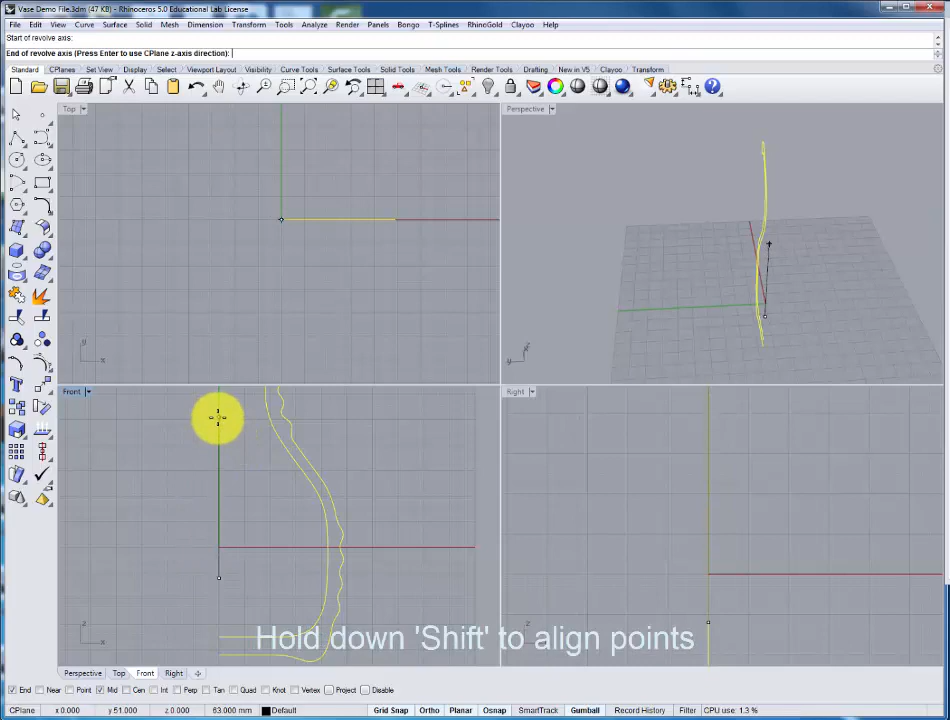 Vase Demo File.3dm (47 KB) - Rhinoceros 5.0 Educational Lab License
File Edit View Curve Surface Solid Mesh Dimension Transform Tools Analyze Render Panels Bongo T-Splines RhinoGold Clayoo Help
Start of revolve axis:
End of revolve axis (Press Enter to use CPlane z-axis direction):
Standard CPlanes Set View Display Select Viewport Layout Visibility Curve Tools Surface Tools Solid Tools Mesh Tools Render Tools Drafting New in V5 Clayoo Transform
Top Perspective
y x
y x
Front Right
z x
z
Hold down 'Shift' to align points
Perspective Top Front Right
End Near Point Mid Cen Int Perp Tan Quad Knot Vertex Project Disable
CPlane x 0.000 y 51.000 z 0.000 63.000 mm Default Grid Snap Ortho Planar Osnap SmartTrack Gumball Record History Filter CPU use: 1.3 %